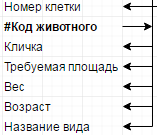 Номер клетки
#Код животного
Кличка
Требуемая площадь
Вес
Возраст
Название вида